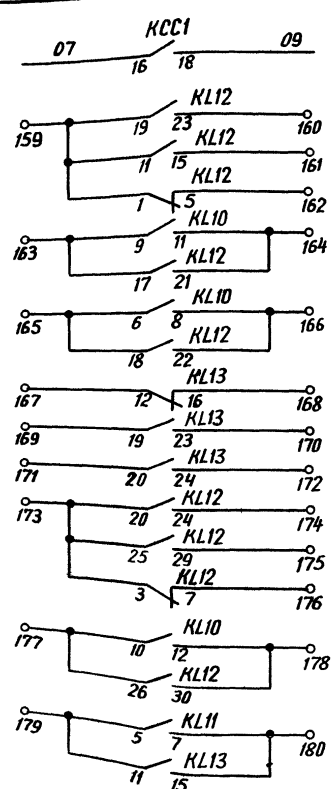 KCC1
07 16 18 09
KL12
159 19 23 160
KL12
11 15 161
KL12
1 5 162
KL10
163 9 11 164
KL12
17 21
KL10
165 6 8 166
KL12
18 22
KL13
167 12 16 168
KL13
169 19 23 170
KL13
171 20 24 172
KL12
173 20 24 174
KL12
25 29 175
KL12
3 7 176
KL10
177 10 12 178
KL12
26 30
KL11
179 5 7 180
KL13
11 15